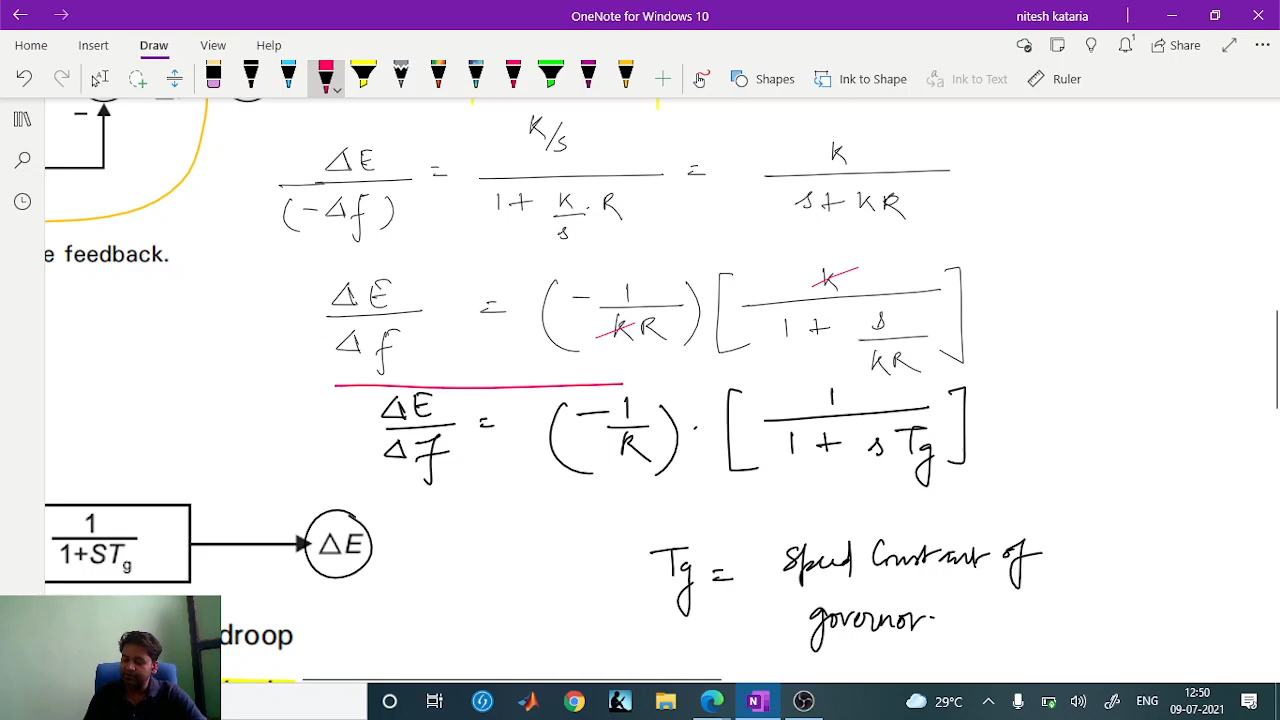 OneNote for Windows 10
nitesh kataria
Home Insert Draw View Help
Share
Shapes
Ink to Shape
Ink to Text
Ruler
−
ΔE/(−Δf) = (K/s)/(1 + K/s · R) = K/(s + KR)
e feedback.
ΔE/Δf = (−1/KR) [K/(1 + s/KR)]
ΔE/Δf = (−1/R) · [1/(1 + sTg)]
1/(1+STg)
ΔE
Tg = Speed Constant of
governor.
droop
29°C
ENG
12:50
09-07-2021